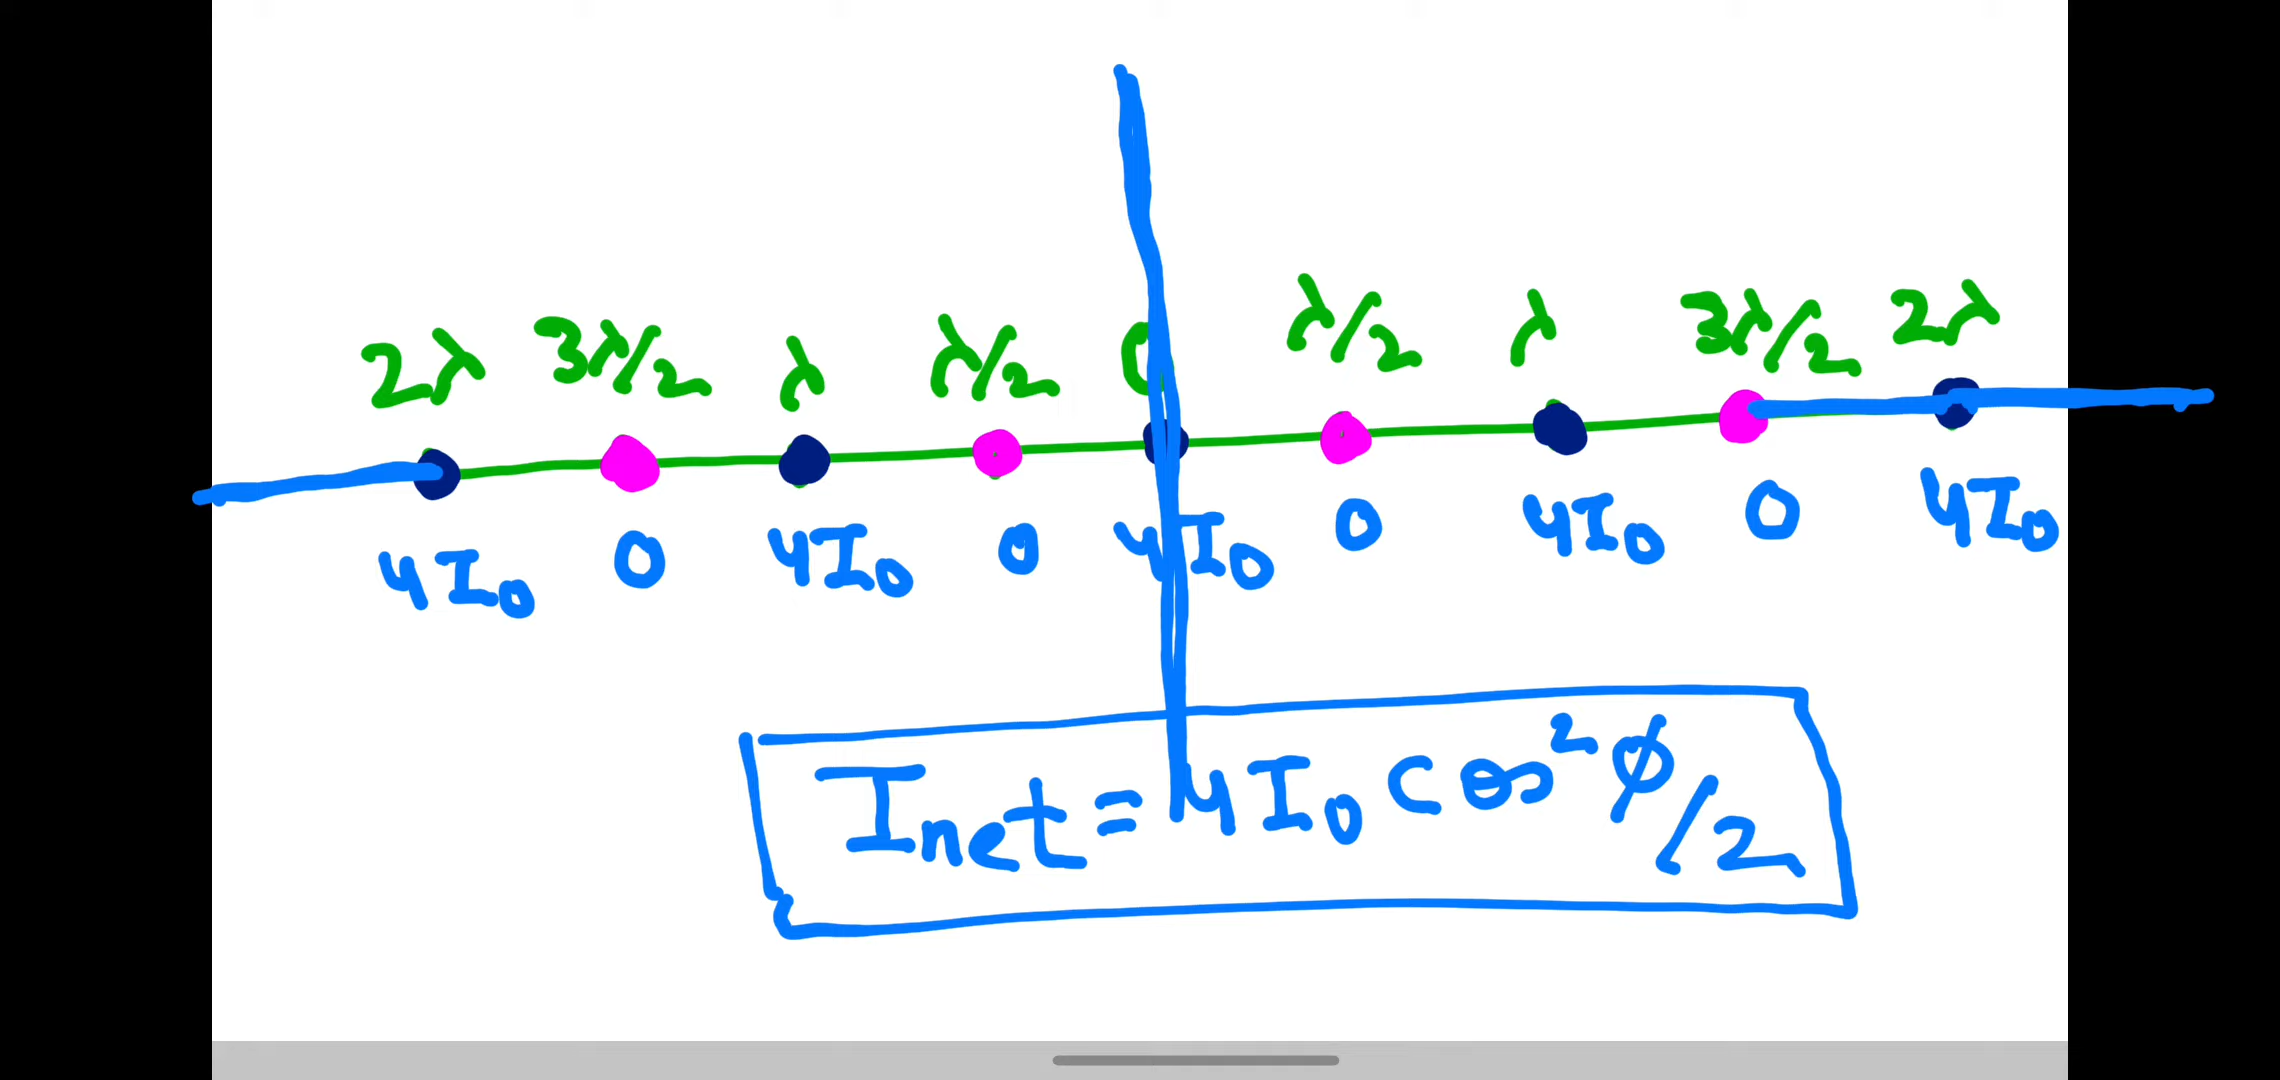 2λ 3λ/2 λ λ/2 0 λ/2 λ 3λ/2 2λ
4I₀ 0 4I₀ 0 4I₀ 0 4I₀ 0 4I₀
Inet = 4I₀ cos² ϕ/2